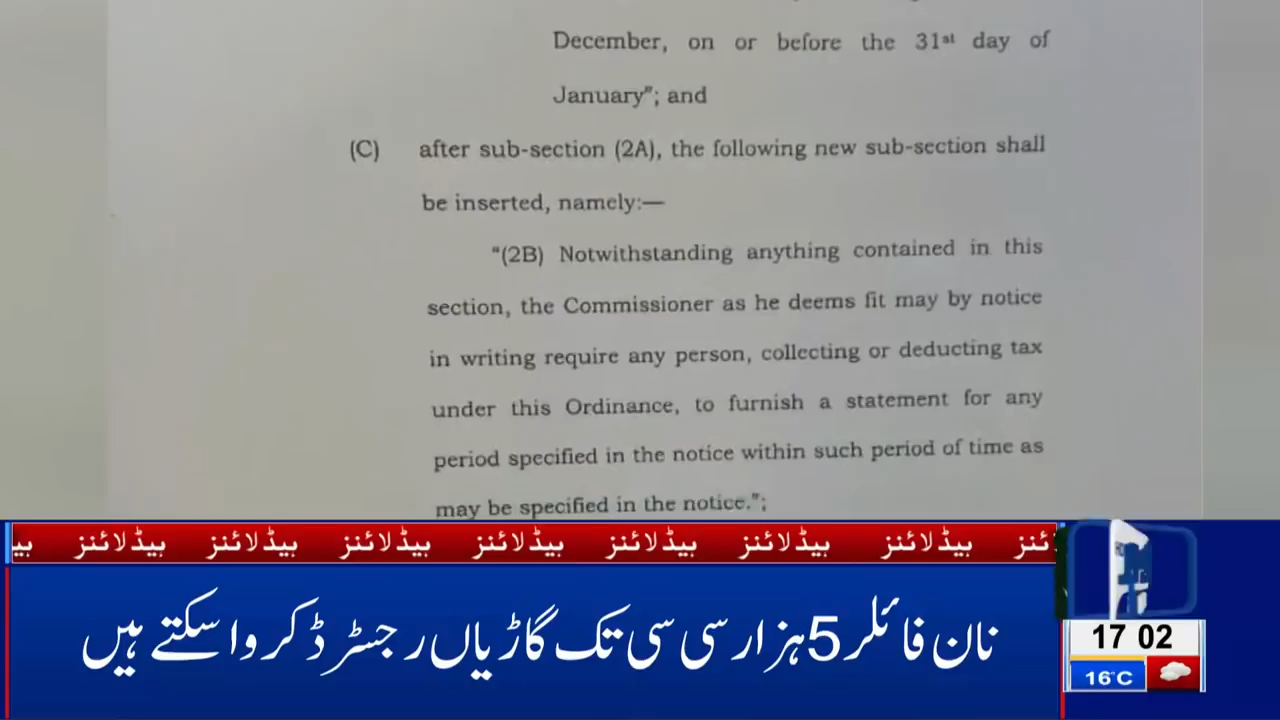 December, on or before the 31st day of
January"; and
(C) after sub-section (2A), the following new sub-section shall
be inserted, namely:—
"(2B) Notwithstanding anything contained in this
section, the Commissioner as he deems fit may by notice
in writing require any person, collecting or deducting tax
under this Ordinance, to furnish a statement for any
period specified in the notice within such period of time as
may be specified in the notice.";
ہیڈلائنز ہیڈلائنز ہیڈلائنز ہیڈلائنز ہیڈلائنز ہیڈلائنز ہیڈلائنز
نان فائلر 5 ہزار سی سی تک گاڑیاں رجسٹرڈ کروا سکتے ہیں
17 02
16°C